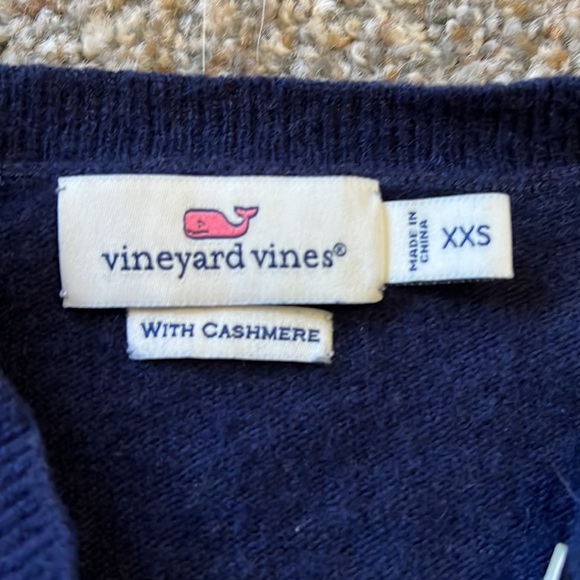 vineyard vines®
MADE IN
CHINA
XXS
WITH CASHMERE